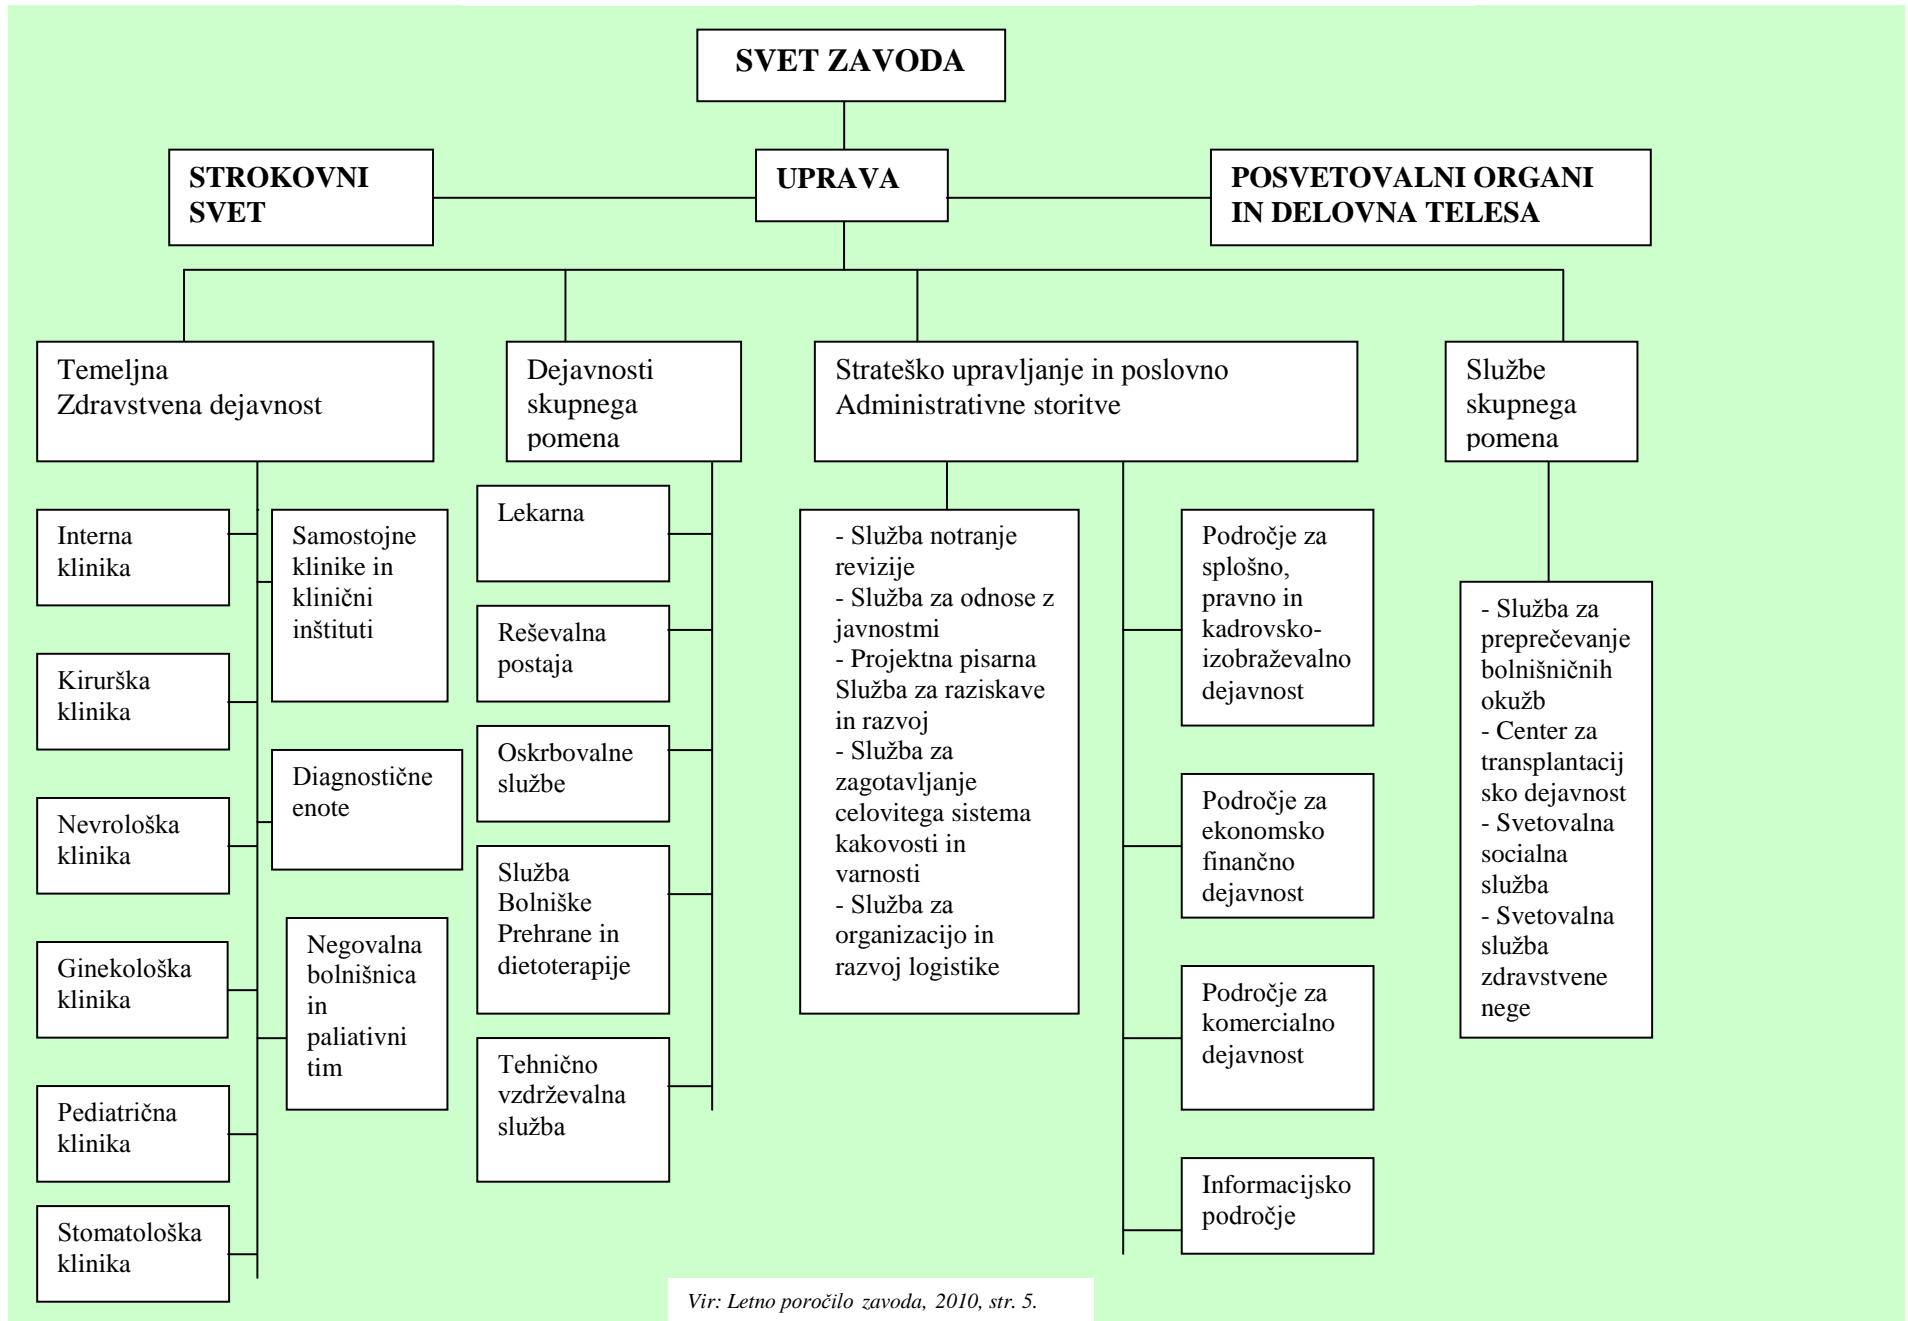 SVET ZAVODA
STROKOVNI
SVET
UPRAVA
POSVETOVALNI ORGANI
IN DELOVNA TELESA
Temeljna
Zdravstvena dejavnost
Dejavnosti
skupnega
pomena
Strateško upravljanje in poslovno
Administrativne storitve
Službe
skupnega
pomena
Interna
klinika
Kirurška
klinika
Nevrološka
klinika
Ginekološka
klinika
Pediatrična
klinika
Stomatološka
klinika
Samostojne
klinike in
klinični
inštituti
Diagnostične
enote
Negovalna
bolnišnica
in
paliativni
tim
Lekarna
Reševalna
postaja
Oskrbovalne
službe
Služba
Bolniške
Prehrane in
dietoterapije
Tehnično
vzdrževalna
služba
- Služba notranje
revizije
- Služba za odnose z
javnostmi
- Projektna pisarna
Služba za raziskave
in razvoj
- Služba za
zagotavljanje
celovitega sistema
kakovosti in
varnosti
- Služba za
organizacijo in
razvoj logistike
Področje za
splošno,
pravno in
kadrovsko-
izobraževalno
dejavnost
Področje za
ekonomsko
finančno
dejavnost
Področje za
komercialno
dejavnost
Informacijsko
področje
- Služba za
preprečevanje
bolnišničnih
okužb
- Center za
transplantacij
sko dejavnost
- Svetovalna
socialna
služba
- Svetovalna
služba
zdravstvene
nege
Vir: Letno poročilo zavoda, 2010, str. 5.